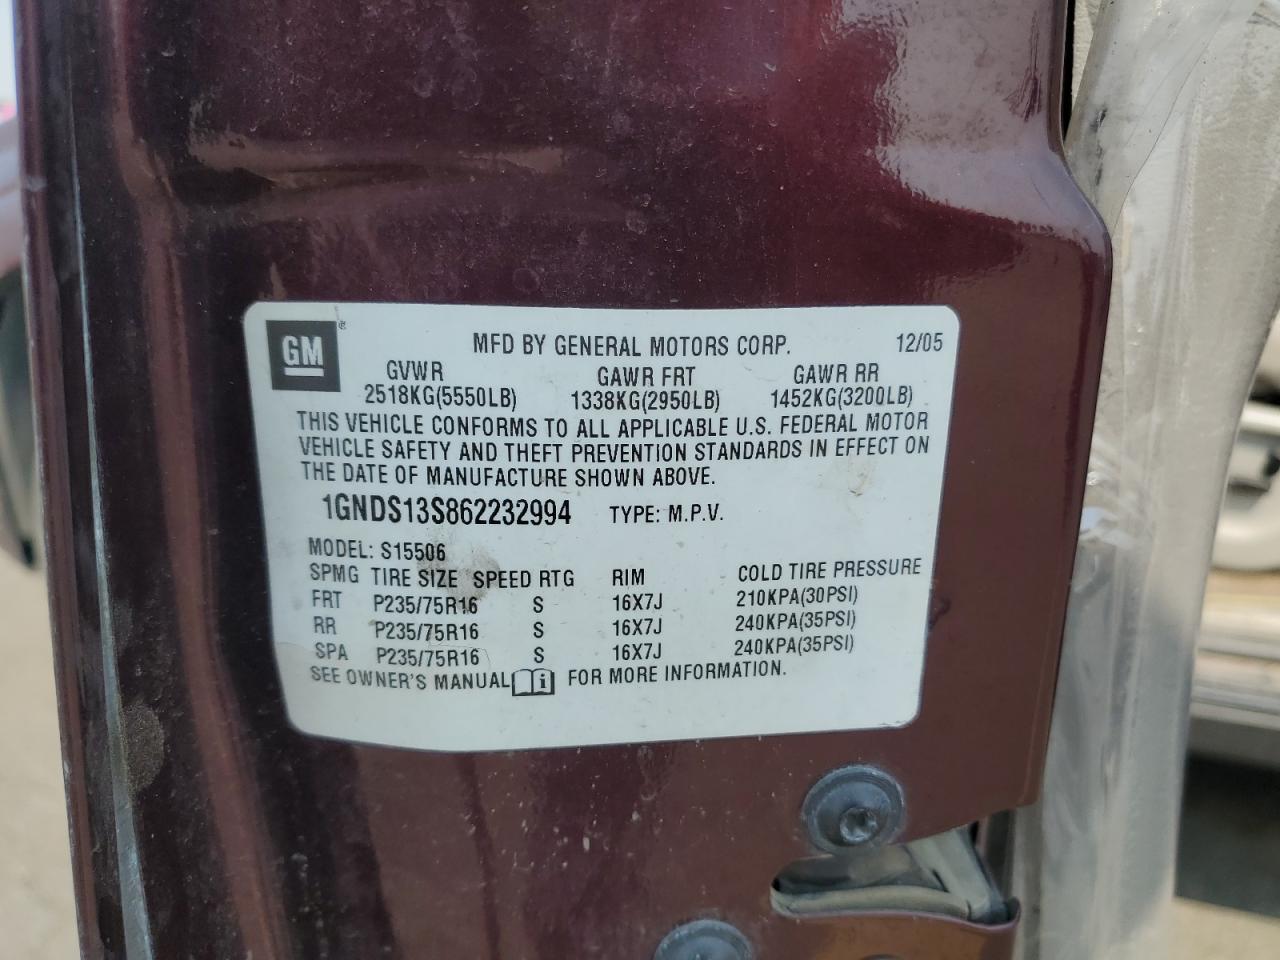 GM ®
MFD BY GENERAL MOTORS CORP. 12/05
GVWR GAWR FRT GAWR RR
2518KG(5550LB) 1338KG(2950LB) 1452KG(3200LB)
THIS VEHICLE CONFORMS TO ALL APPLICABLE U.S. FEDERAL MOTOR
VEHICLE SAFETY AND THEFT PREVENTION STANDARDS IN EFFECT ON
THE DATE OF MANUFACTURE SHOWN ABOVE.
1GNDS13S862232994 TYPE: M.P.V.
MODEL: S15506
SPMG TIRE SIZE SPEED RTG RIM COLD TIRE PRESSURE
FRT P235/75R16 S 16X7J 210KPA(30PSI)
RR P235/75R16 S 16X7J 240KPA(35PSI)
SPA P235/75R16 S 16X7J 240KPA(35PSI)
SEE OWNER'S MANUAL i FOR MORE INFORMATION.